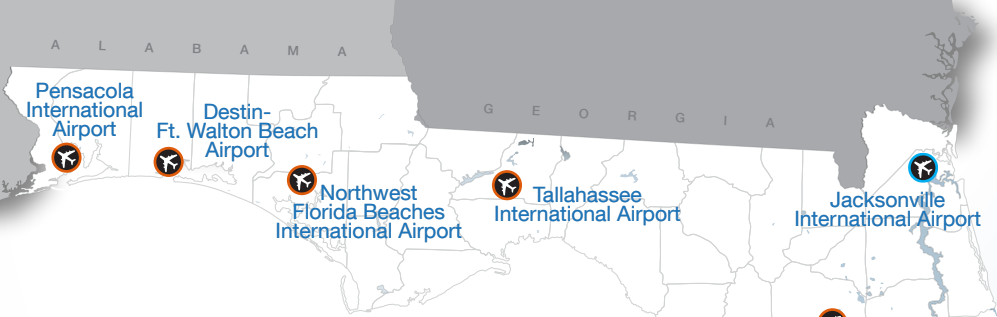 A L A B A M A
G E O R G I A
Pensacola
International
Airport
Destin-
Ft. Walton Beach
Airport
Northwest
Florida Beaches
International Airport
Tallahassee
International Airport
Jacksonville
International Airport